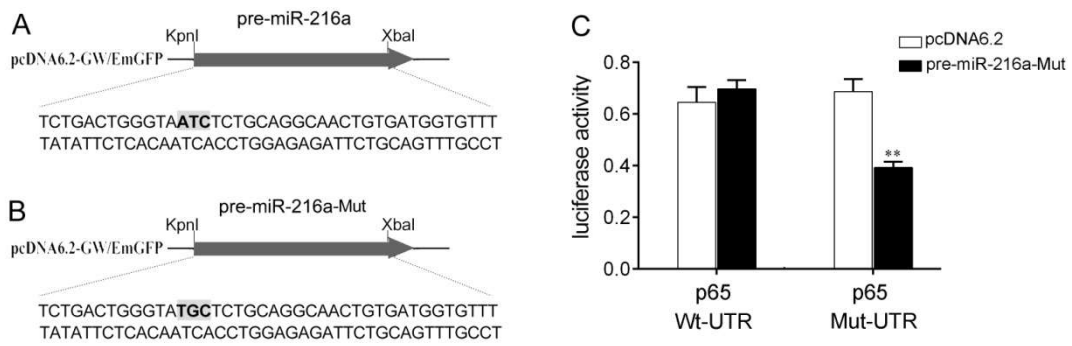 A
pre-miR-216a
KpnI
XbaI
pcDNA6.2-GW/EmGFP
TCTGACTGGGTAATCTCTGCAGGCAACTGTGATGGTGTTT
TATATTCTCACAATCACCTGGAGAGATTCTGCAGTTTGCCT
B
pre-miR-216a-Mut
KpnI
XbaI
pcDNA6.2-GW/EmGFP
TCTGACTGGGTATGCTCTGCAGGCAACTGTGATGGTGTTT
TATATTCTCACAATCACCTGGAGAGATTCTGCAGTTTGCCT
C
pcDNA6.2
pre-miR-216a-Mut
luciferase activity
0.8
0.6
0.4
0.2
0.0
**
p65
Wt-UTR
p65
Mut-UTR